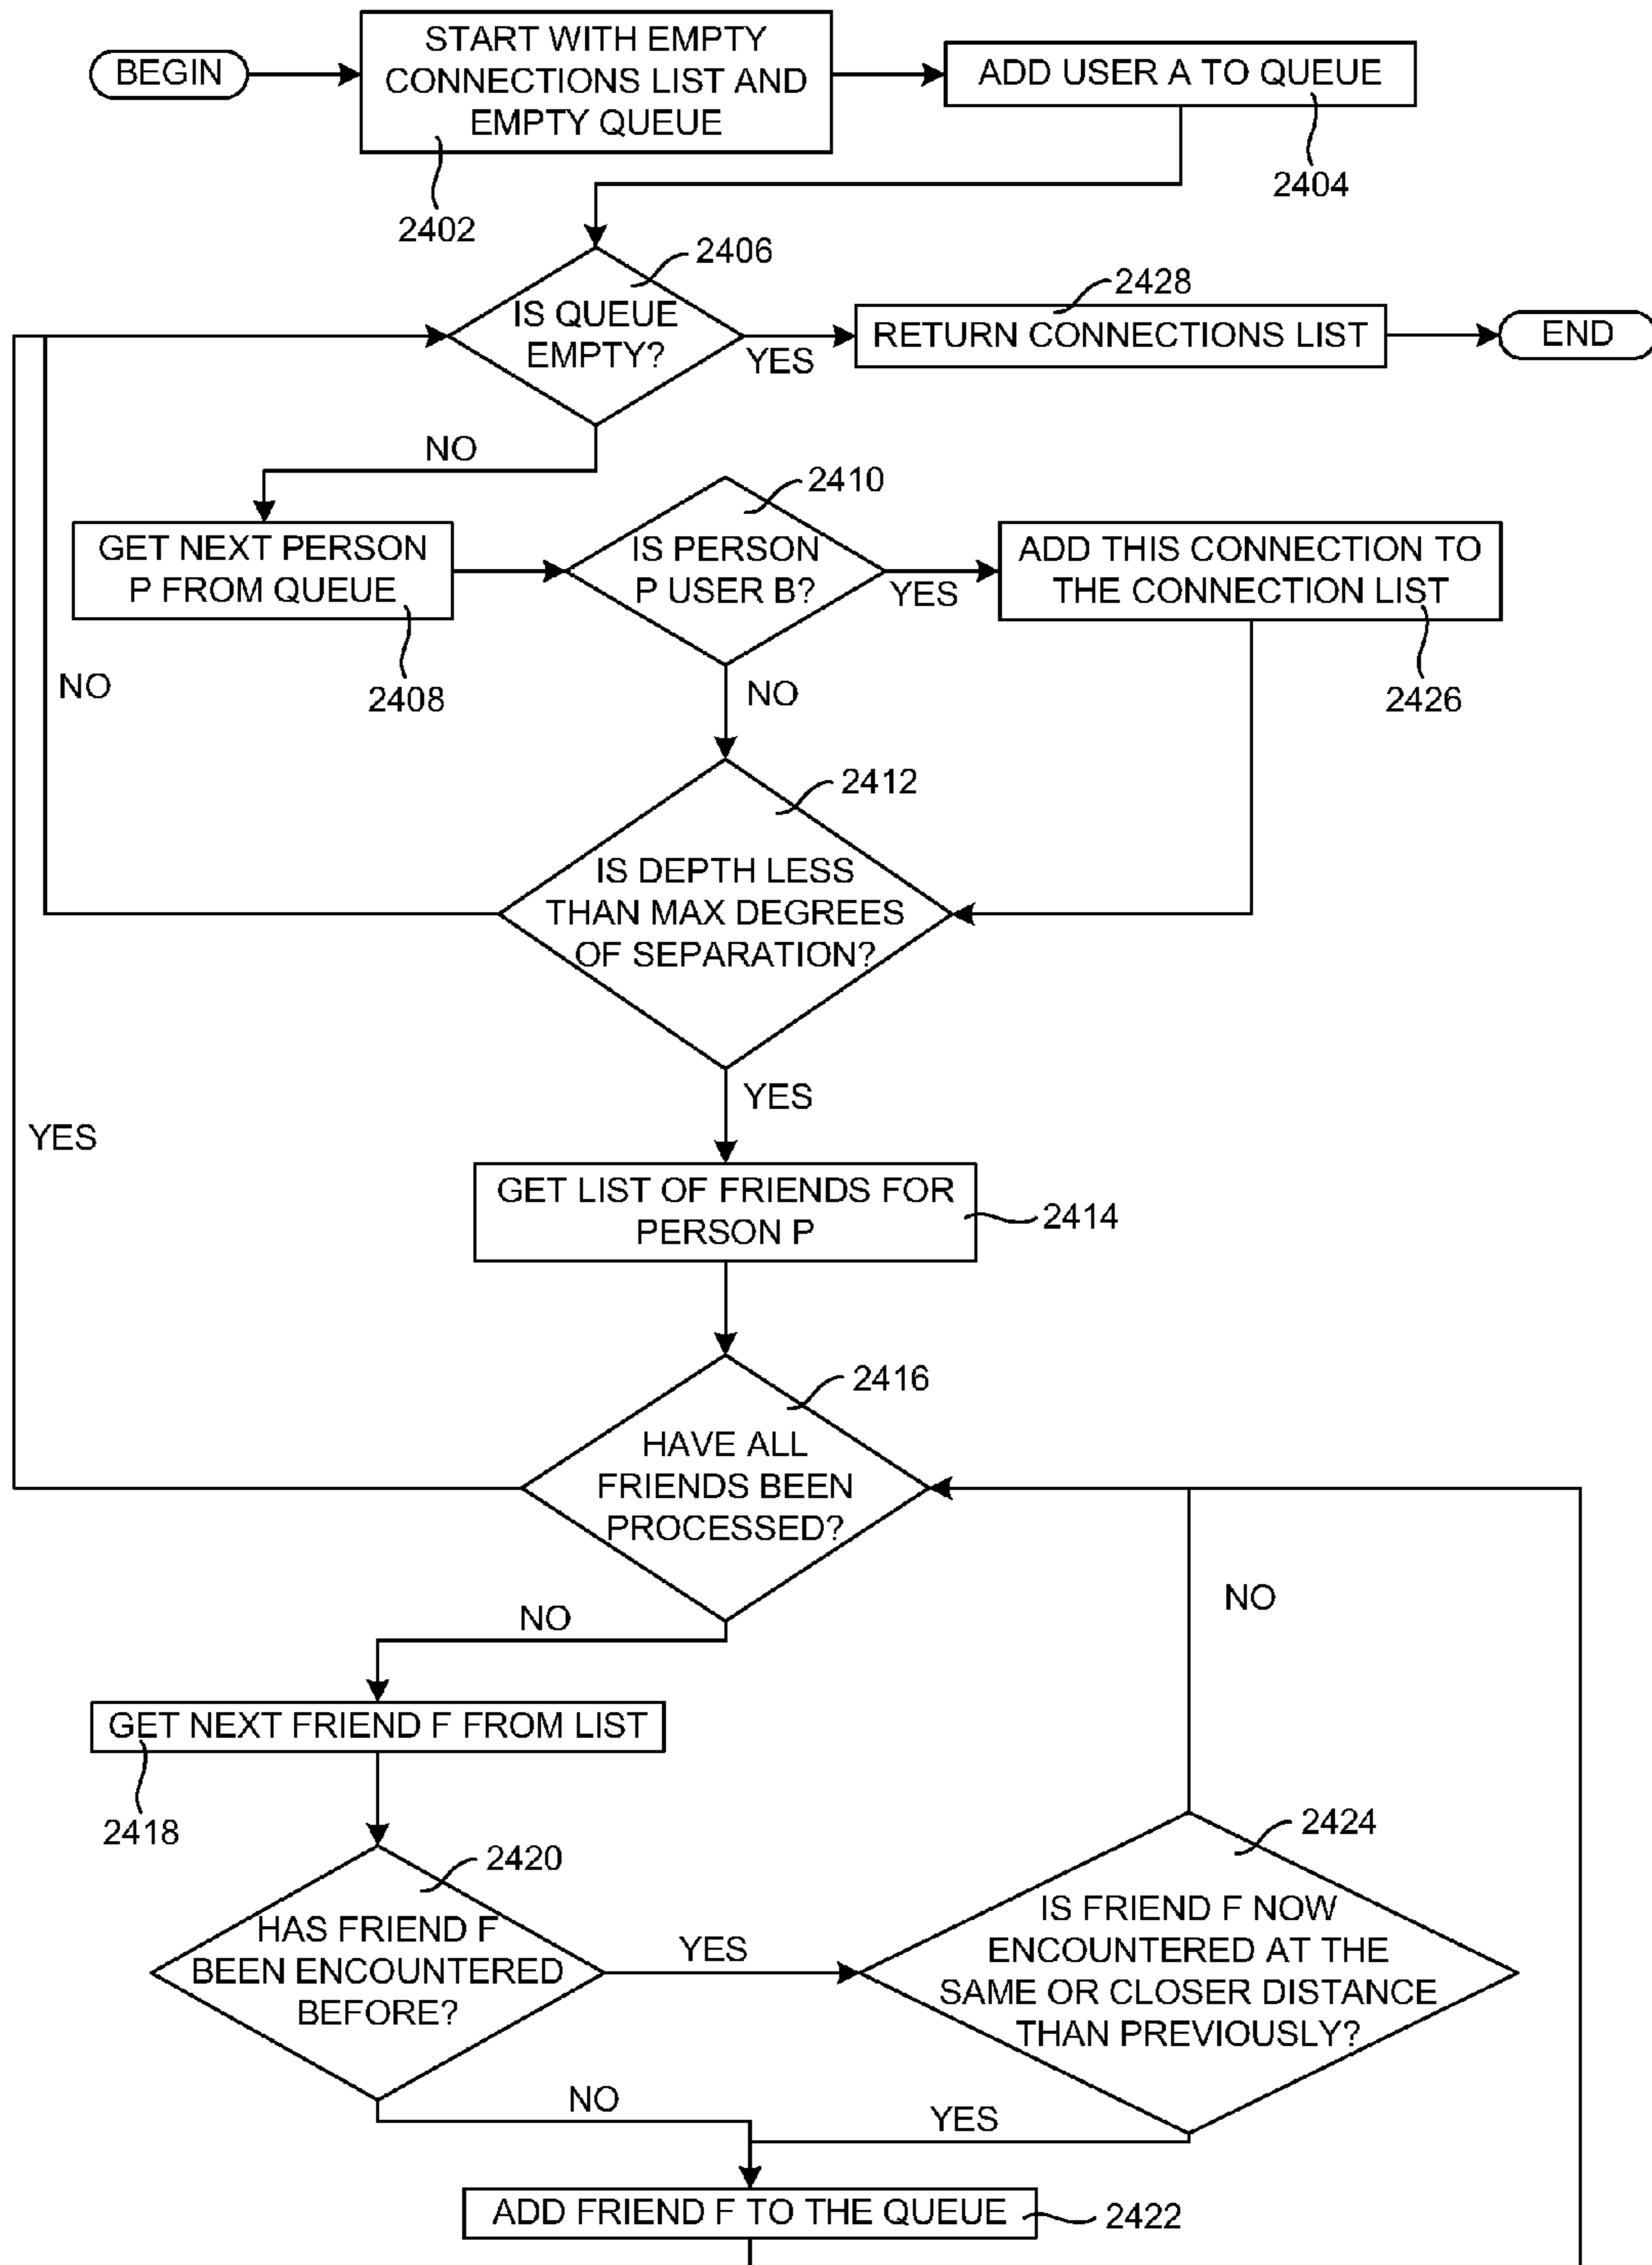 BEGIN
START WITH EMPTY
CONNECTIONS LIST AND
EMPTY QUEUE
2402
ADD USER A TO QUEUE
2404
2406
IS QUEUE
EMPTY?
YES
2428
RETURN CONNECTIONS LIST
END
NO
GET NEXT PERSON
P FROM QUEUE
2408
2410
IS PERSON
P USER B?
YES
ADD THIS CONNECTION TO
THE CONNECTION LIST
2426
NO
NO
2412
IS DEPTH LESS
THAN MAX DEGREES
OF SEPARATION?
YES
YES
GET LIST OF FRIENDS FOR
PERSON P
2414
2416
HAVE ALL
FRIENDS BEEN
PROCESSED?
NO
NO
GET NEXT FRIEND F FROM LIST
2418
2420
HAS FRIEND F
BEEN ENCOUNTERED
BEFORE?
YES
2424
IS FRIEND F NOW
ENCOUNTERED AT THE
SAME OR CLOSER DISTANCE
THAN PREVIOUSLY?
NO
YES
ADD FRIEND F TO THE QUEUE
2422